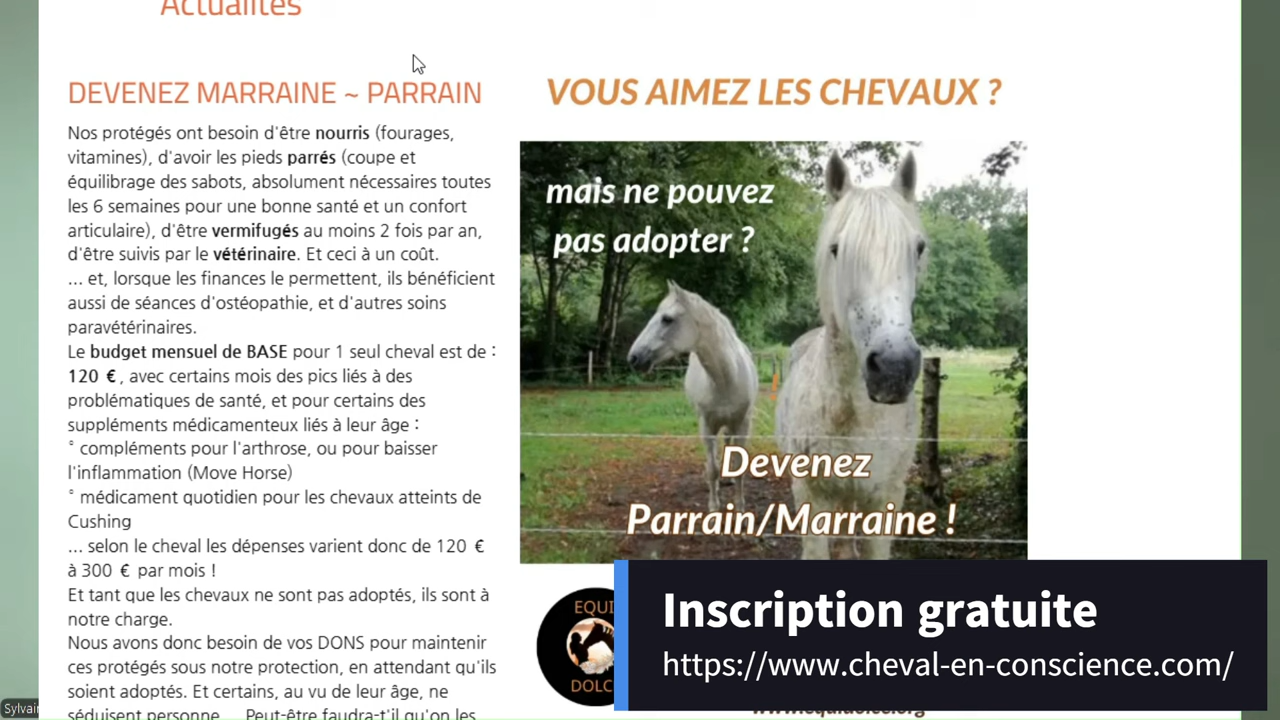 Actualités
DEVENEZ MARRAINE ~ PARRAIN
Nos protégés ont besoin d'être nourris (fourages,
vitamines), d'avoir les pieds parrés (coupe et
équilibrage des sabots, absolument nécessaires toutes
les 6 semaines pour une bonne santé et un confort
articulaire), d'être vermifugés au moins 2 fois par an,
d'être suivis par le vétérinaire. Et ceci à un coût.
... et, lorsque les finances le permettent, ils bénéficient
aussi de séances d'ostéopathie, et d'autres soins
paravétérinaires.
Le budget mensuel de BASE pour 1 seul cheval est de :
120 €, avec certains mois des pics liés à des
problématiques de santé, et pour certains des
suppléments médicamenteux liés à leur âge :
° compléments pour l'arthrose, ou pour baisser
l'inflammation (Move Horse)
° médicament quotidien pour les chevaux atteints de
Cushing
... selon le cheval les dépenses varient donc de 120 €
à 300 € par mois !
Et tant que les chevaux ne sont pas adoptés, ils sont à
notre charge.
Nous avons donc besoin de vos DONS pour maintenir
ces protégés sous notre protection, en attendant qu'ils
soient adoptés. Et certains, au vu de leur âge, ne
séduisent personne ... Peut-être faudra-t'il qu'on les
VOUS AIMEZ LES CHEVAUX ?
mais ne pouvez
pas adopter ?
Devenez
Parrain/Marraine !
EQUI
DOLC
Inscription gratuite
https://www.cheval-en-conscience.com/
Sylvain